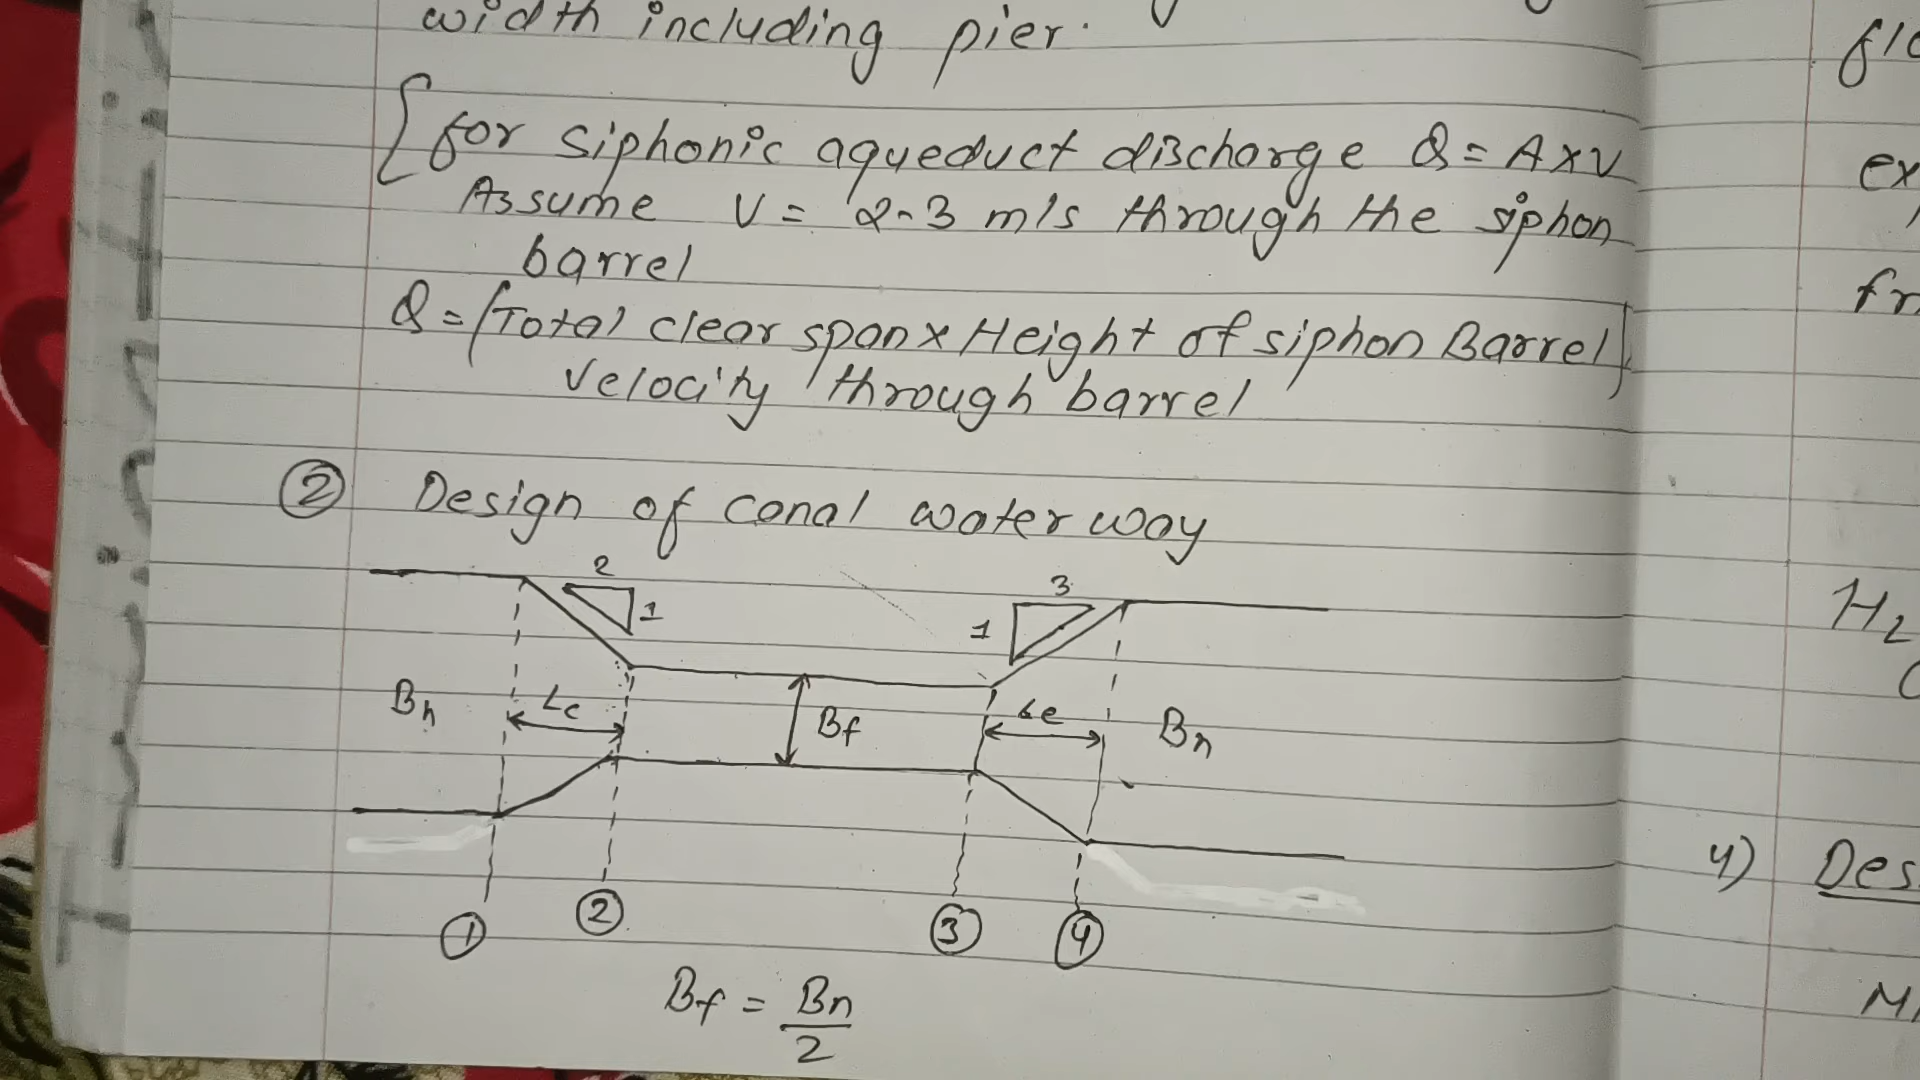 width including pier.
for siphonic aqueduct discharge Q = A x V
Assume V = 2-3 m/s through the siphon
barrel
Q = (Total clear span x Height of siphon Barrel)
velocity through barrel
② Design of canal water way
2
1
3
1
Bn
Lc
Bf
Le
Bn
①
②
③
④
Bf = Bn
2
ex
fr
H2
4) Des
M